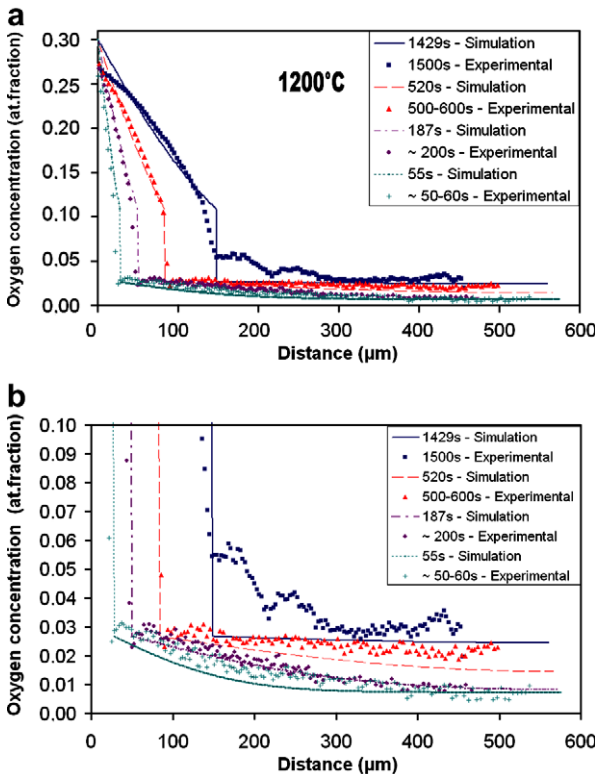 a
0.30
0.25
0.20
0.15
0.10
0.05
0.00
Oxygen concentration (at.fraction)
1200°C
1429s - Simulation
1500s - Experimental
520s - Simulation
500-600s - Experimental
187s - Simulation
~ 200s - Experimental
55s - Simulation
~ 50-60s - Experimental
0 100 200 300 400 500 600
Distance (µm)
b
0.10
0.09
0.08
0.07
0.06
0.05
0.04
0.03
0.02
0.01
0.00
Oxygen concentration (at.fraction)
1429s - Simulation
1500s - Experimental
520s - Simulation
500-600s - Experimental
187s - Simulation
~ 200s - Experimental
55s - Simulation
~ 50-60s - Experimental
0 100 200 300 400 500 600
Distance (µm)